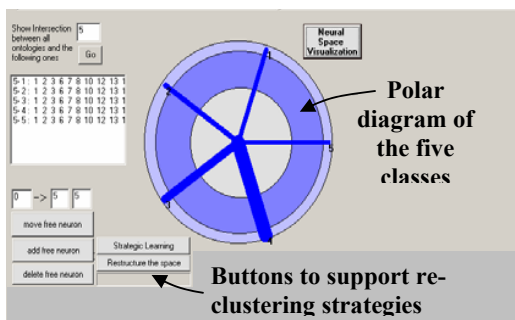 Show Intersection
between all
ontologies and the
following ones
5
Go
Neural
Space
Visualization
5-1: 1 2 3 6 7 8 10 12 13 1
5-2: 1 2 3 6 7 8 10 12 13 1
5-3: 1 2 3 6 7 8 10 12 13 1
5-4: 1 2 3 6 7 8 10 12 13 1
5-5: 1 2 3 6 7 8 10 12 13 1
1
2
3
4
5
Polar
diagram of
the five
classes
0 -> 5 5
move free neuron
add free neuron
delete free neuron
Strategic Learning
Restructure the space
Buttons to support re-
clustering strategies